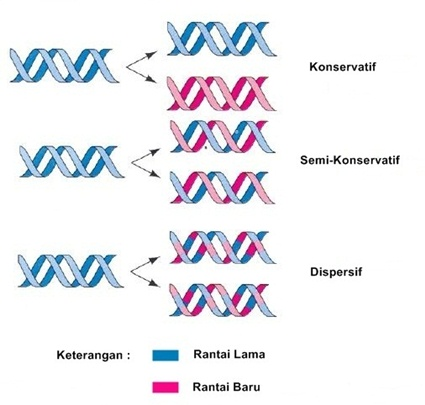 Konservatif
Semi-Konservatif
Dispersif
Keterangan :
Rantai Lama
Rantai Baru